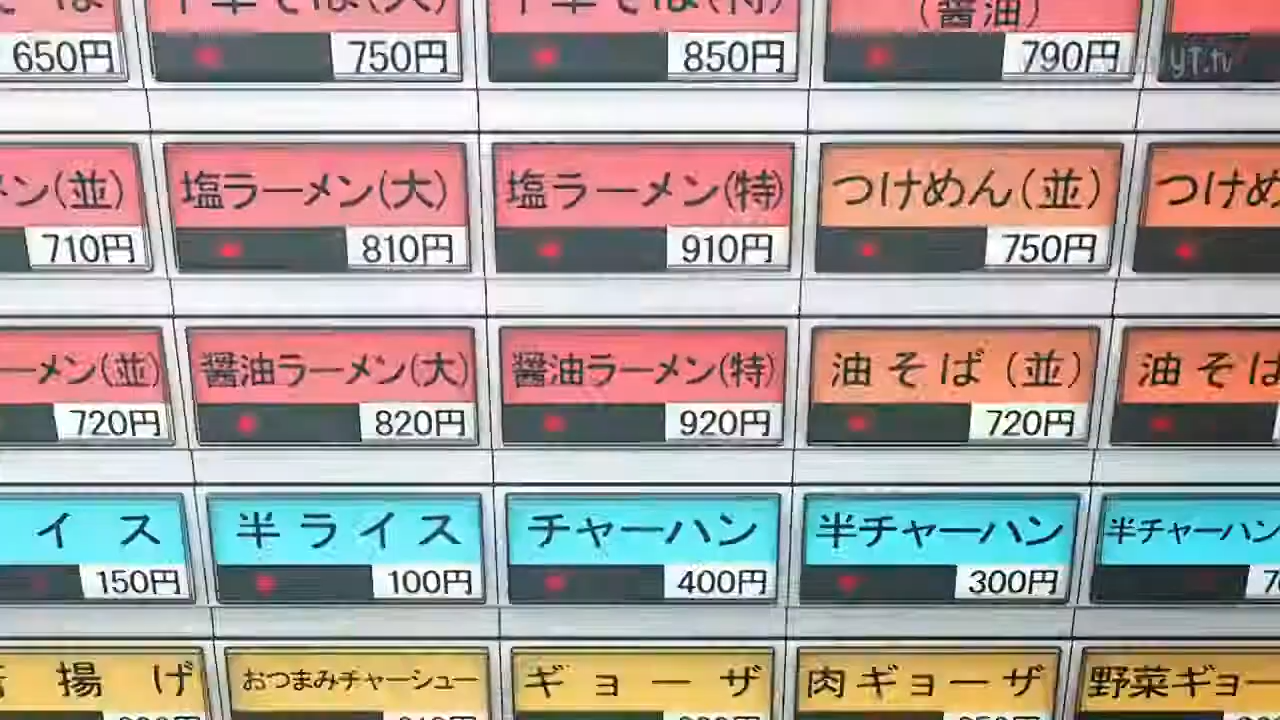 650円 750円 850円 790円
(醤油)
ン(並) 塩ラーメン(大) 塩ラーメン(特) つけめん(並) つけめ
710円 810円 910円 750円
ーメン(並) 醤油ラーメン(大) 醤油ラーメン(特) 油そば(並) 油そば
720円 820円 920円 720円
イス 半ライス チャーハン 半チャーハン 半チャーハン
150円 100円 400円 300円
揚げ おつまみチャーシュー ギョーザ 肉ギョーザ 野菜ギョー